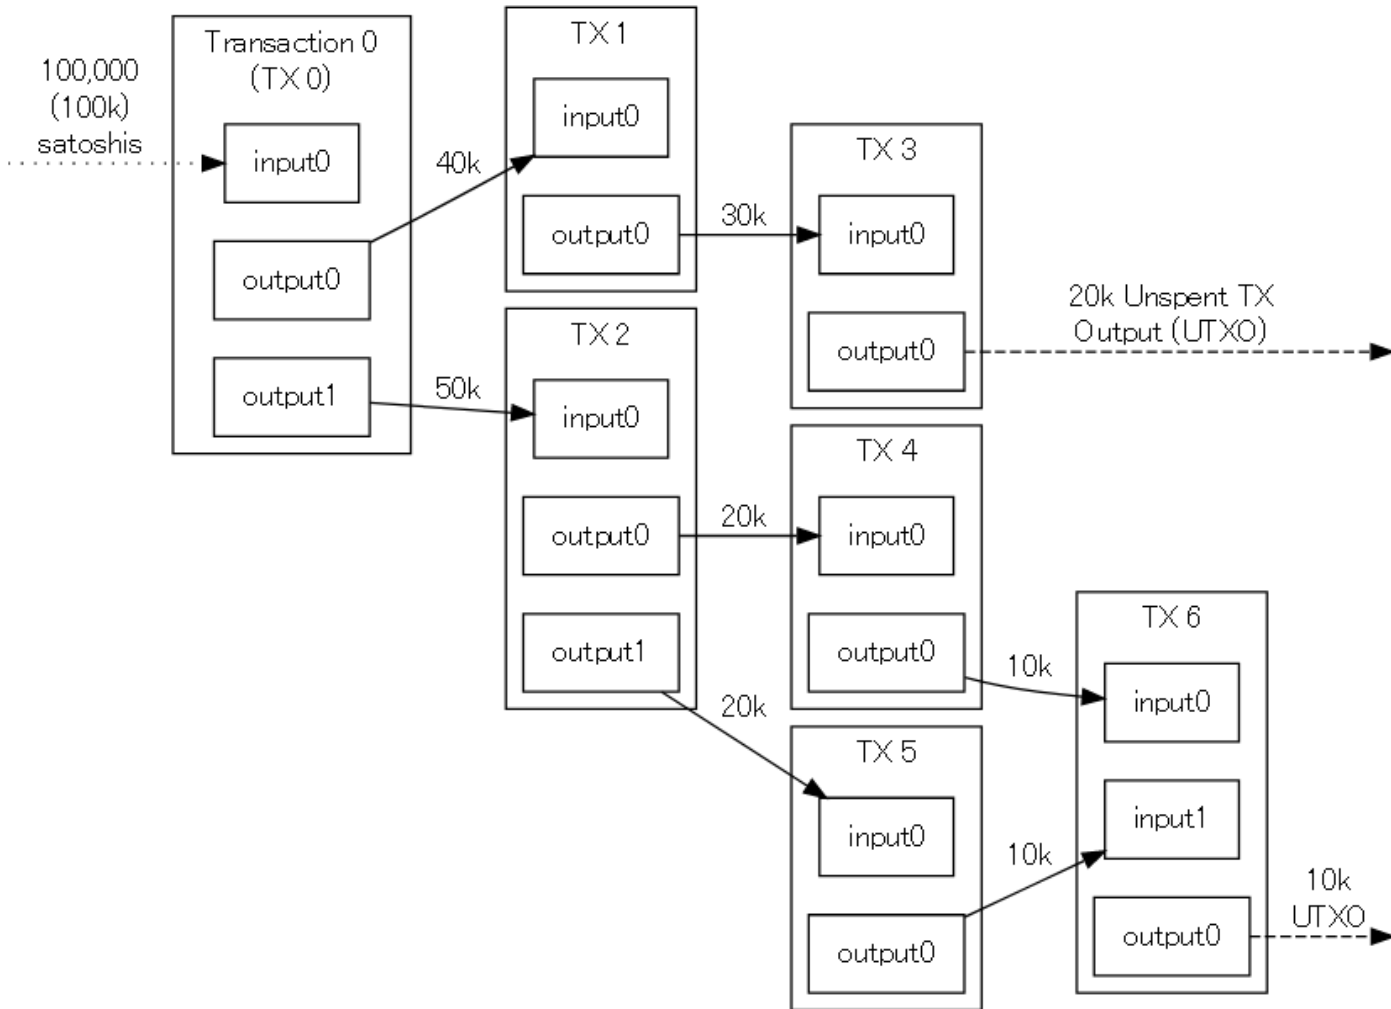 100,000
(100k)
satoshis
Transaction 0
(TX 0)
input0
output0
output1
40k
50k
TX 1
input0
output0
TX 2
input0
output0
output1
30k
20k
20k
TX 3
input0
output0
TX 4
input0
output0
TX 5
input0
output0
20k Unspent TX
Output (UTXO)
10k
10k
TX 6
input0
input1
output0
10k
UTXO